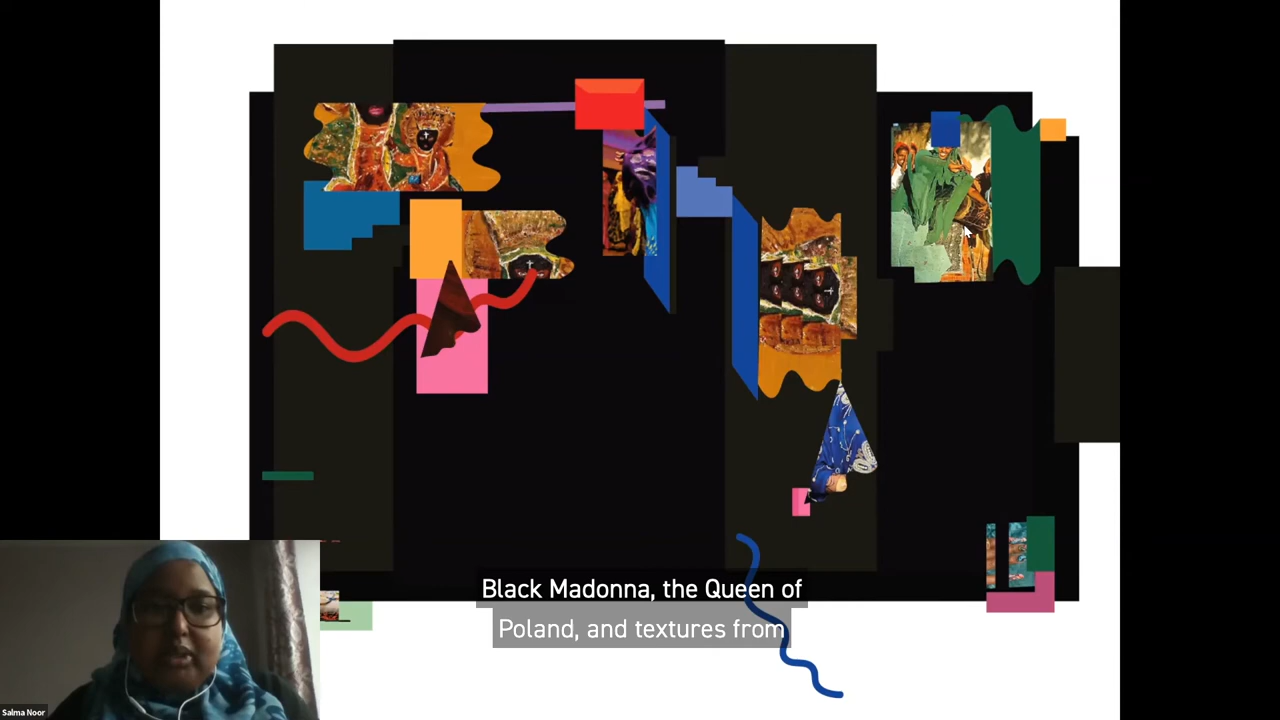 Black Madonna, the Queen of
Poland, and textures from
Salma Noor